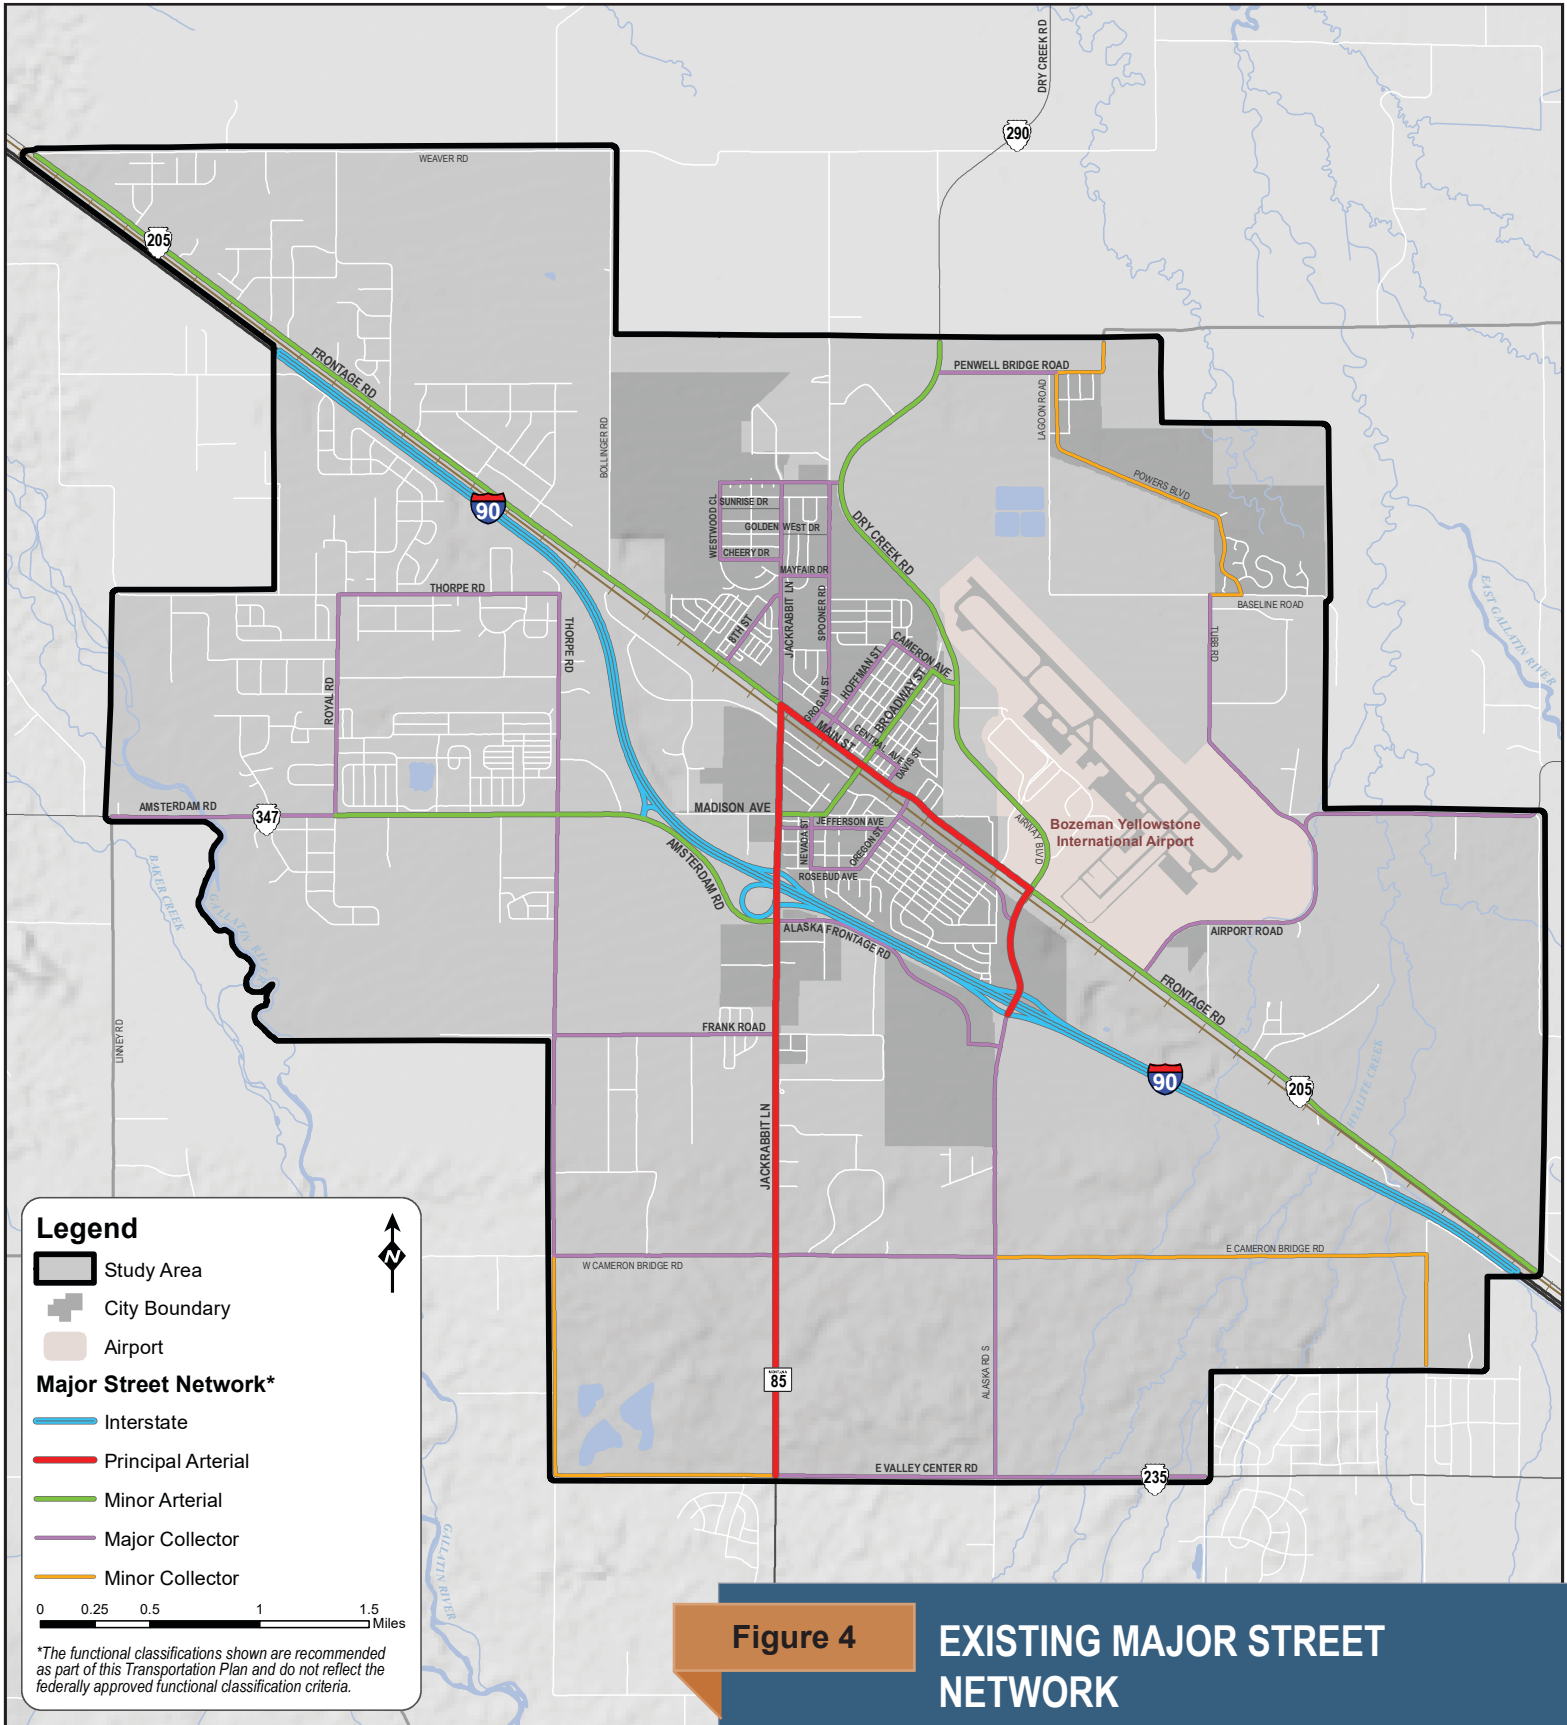 DRY CREEK RD
290
WEAVER RD
205
FRONTAGE RD
PENWELL BRIDGE ROAD
LAGOON ROAD
BOLLINGER RD
POWERS BLVD
90
WESTWOOD CL
SUNRISE DR
GOLDEN WEST DR
CHEERY DR
MAYFAIR DR
DRY CREEK RD
THORPE RD
THORPE RD
8TH ST
JACKRABBIT LN
SPOONER RD
BASELINE ROAD
TUBB RD
EAST GALLATIN RIVER
CAMERON AVE
HOFFMAN ST
BROADWAY ST
GROGAN ST
ROYAL RD
MAIN ST
CENTRAL AVE
DAVIS ST
AMSTERDAM RD
347
MADISON AVE
JEFFERSON AVE
NEVADA ST
OREGON ST
ROSEBUD AVE
AIRWAY BLVD
Bozeman Yellowstone
International Airport
AMSTERDAM RD
BAKER CREEK
GALLATIN RIVER
ALASKA FRONTAGE RD
AIRPORT ROAD
FRONTAGE RD
FRANK ROAD
LINNEY RD
90
205
HYALITE CREEK
JACKRABBIT LN
W CAMERON BRIDGE RD
E CAMERON BRIDGE RD
ALASKA RD S
MONTANA
85
E VALLEY CENTER RD
235
GALLATIN RIVER
Legend
N
Study Area
City Boundary
Airport
Major Street Network*
Interstate
Principal Arterial
Minor Arterial
Major Collector
Minor Collector
0 0.25 0.5 1 1.5
Miles
*The functional classifications shown are recommended
as part of this Transportation Plan and do not reflect the
federally approved functional classification criteria.
Figure 4
EXISTING MAJOR STREET
NETWORK